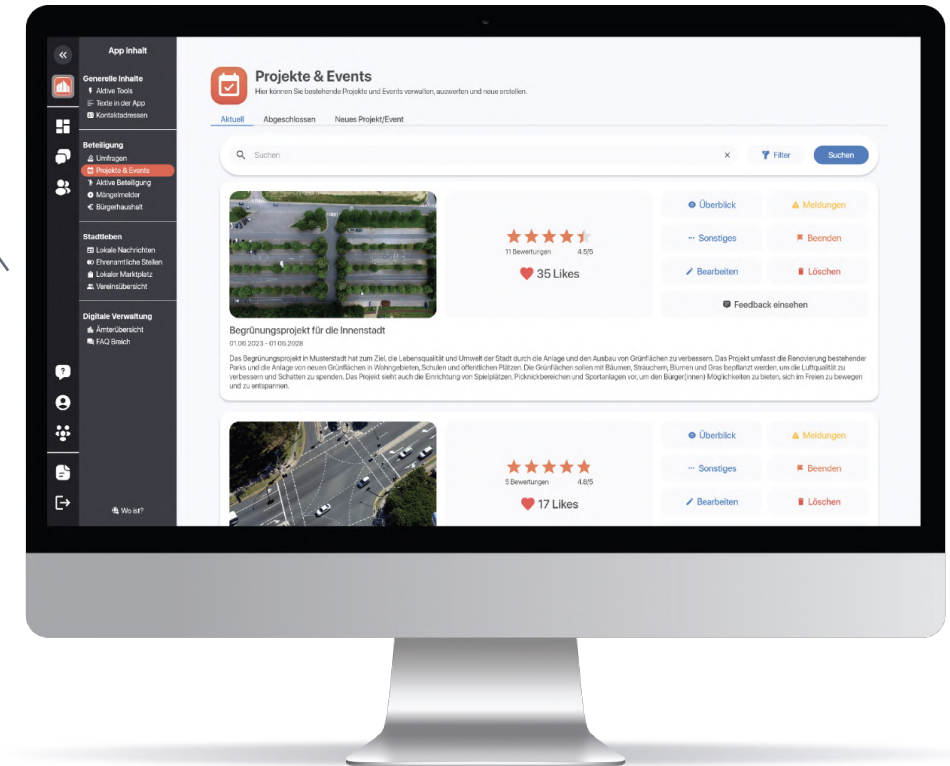 App Inhalt
Generelle Inhalte
Aktive Tools
Texte in der App
Kontaktadressen
Beteiligung
Umfragen
Projekte & Events
Aktive Beteiligung
Mängelmelder
Bürgerhaushalt
Stadtleben
Lokale Nachrichten
Ehrenamtliche Stellen
Lokaler Marktplatz
Vereinsübersicht
Digitale Verwaltung
Ämterübersicht
FAQ Breich
Wo ist?
Projekte & Events
Hier können Sie bestehende Projekte und Events verwalten, auswerten und neue erstellen.
Aktuell Abgeschlossen Neues Projekt/Event
Suchen Filter Suchen
11 Bewertungen 4.5/5
35 Likes
Überblick Meldungen
Sonstiges Beenden
Bearbeiten Löschen
Feedback einsehen
Begrünungsprojekt für die Innenstadt
01.06.2023 - 01.06.2028
Das Begrünungsprojekt in Musterstadt hat zum Ziel, die Lebensqualität und Umwelt der Stadt durch die Anlage und den Ausbau von Grünflächen zu verbessern. Das Projekt umfasst die Renovierung bestehender
Parks und die Anlage von neuen Grünflächen in Wohngebieten, Schulen und öffentlichen Plätzen. Die Grünflächen sollen mit Bäumen, Sträuchern, Blumen und Gras bepflanzt werden, um die Luftqualität zu
verbessern und Schatten zu spenden. Das Projekt sieht auch die Einrichtung von Spielplätzen, Picknickbereichen und Sportanlagen vor, um den Bürger(innen) Möglichkeiten zu bieten, sich im Freien zu bewegen
und zu entspannen.
5 Bewertungen 4.8/5
17 Likes
Überblick Meldungen
Sonstiges Beenden
Bearbeiten Löschen